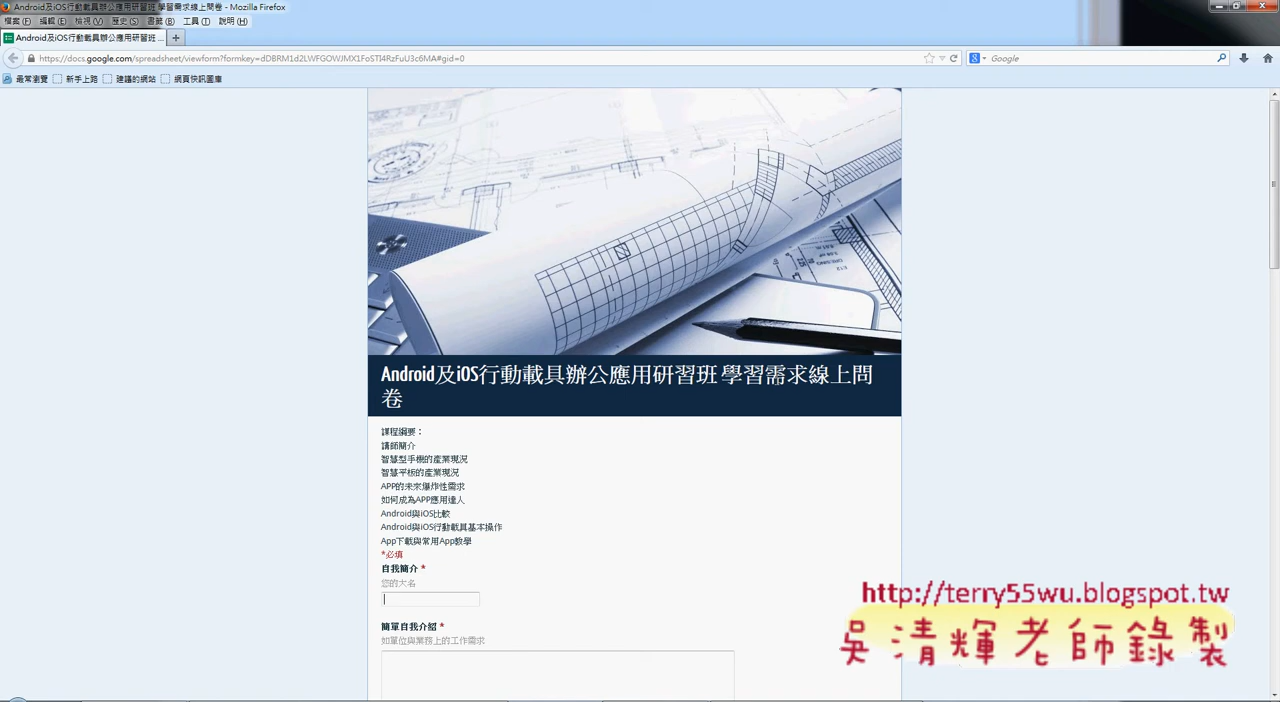 Android及iOS行動載具辦公應用研習班 學習需求線上問卷 - Mozilla Firefox
檔案(F) 編輯(E) 檢視(V) 歷史(S) 書籤(B) 工具(T) 說明(H)
Android及iOS行動載具辦公應用研習班 ...
https://docs.google.com/spreadsheet/viewform?formkey=dDBRM1d2LWFGOWJMX1FoSTI4RzFuU3c6MA#gid=0
Google
最常瀏覽 新手上路 建議的網站 網頁快訊圖庫
Android及iOS行動載具辦公應用研習班 學習需求線上問
卷
課程綱要：
講師簡介
智慧型手機的產業現況
智慧平板的產業現況
APP的未來爆炸性需求
如何成為APP應用達人
Android與iOS比較
Android與iOS行動載具基本操作
App下載與常用App教學
*必填
自我簡介 *
您的大名
簡單自我介紹 *
如單位與業務上的工作需求
http://terry55wu.blogspot.tw
吳清輝老師錄製